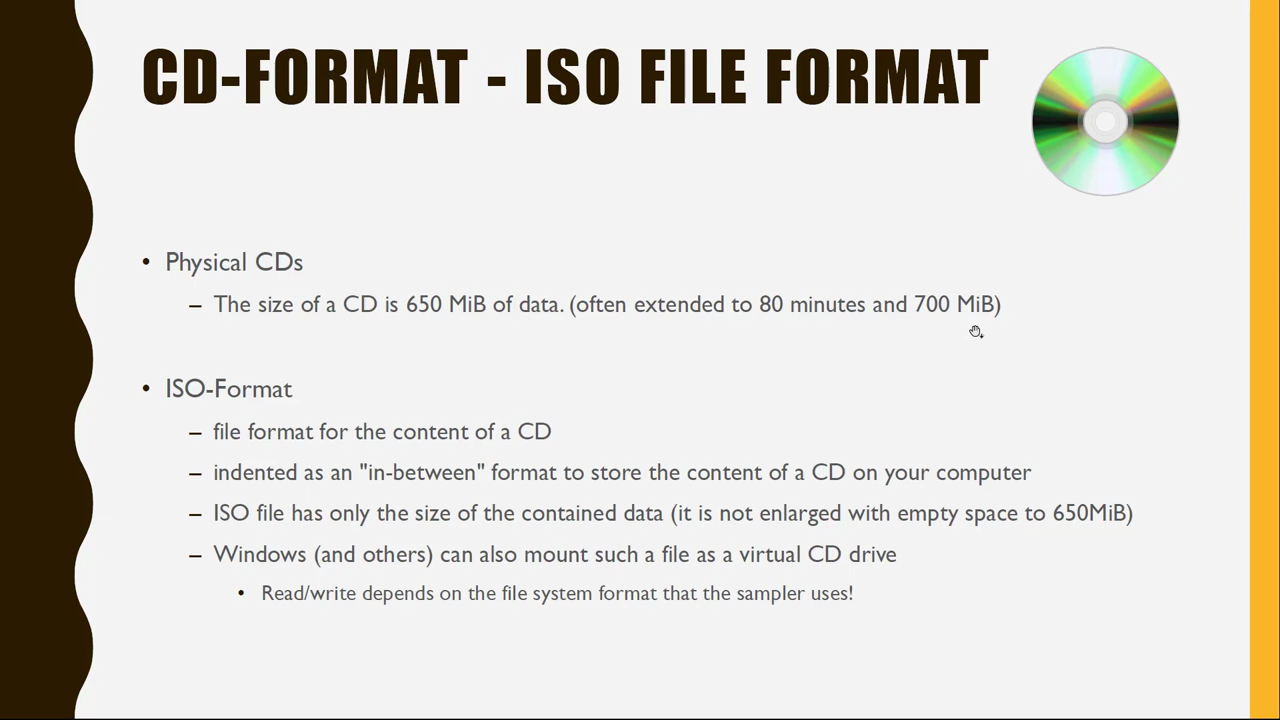 CD-FORMAT - ISO FILE FORMAT
• Physical CDs
– The size of a CD is 650 MiB of data. (often extended to 80 minutes and 700 MiB)
• ISO-Format
– file format for the content of a CD
– indented as an "in-between" format to store the content of a CD on your computer
– ISO file has only the size of the contained data (it is not enlarged with empty space to 650MiB)
– Windows (and others) can also mount such a file as a virtual CD drive
• Read/write depends on the file system format that the sampler uses!